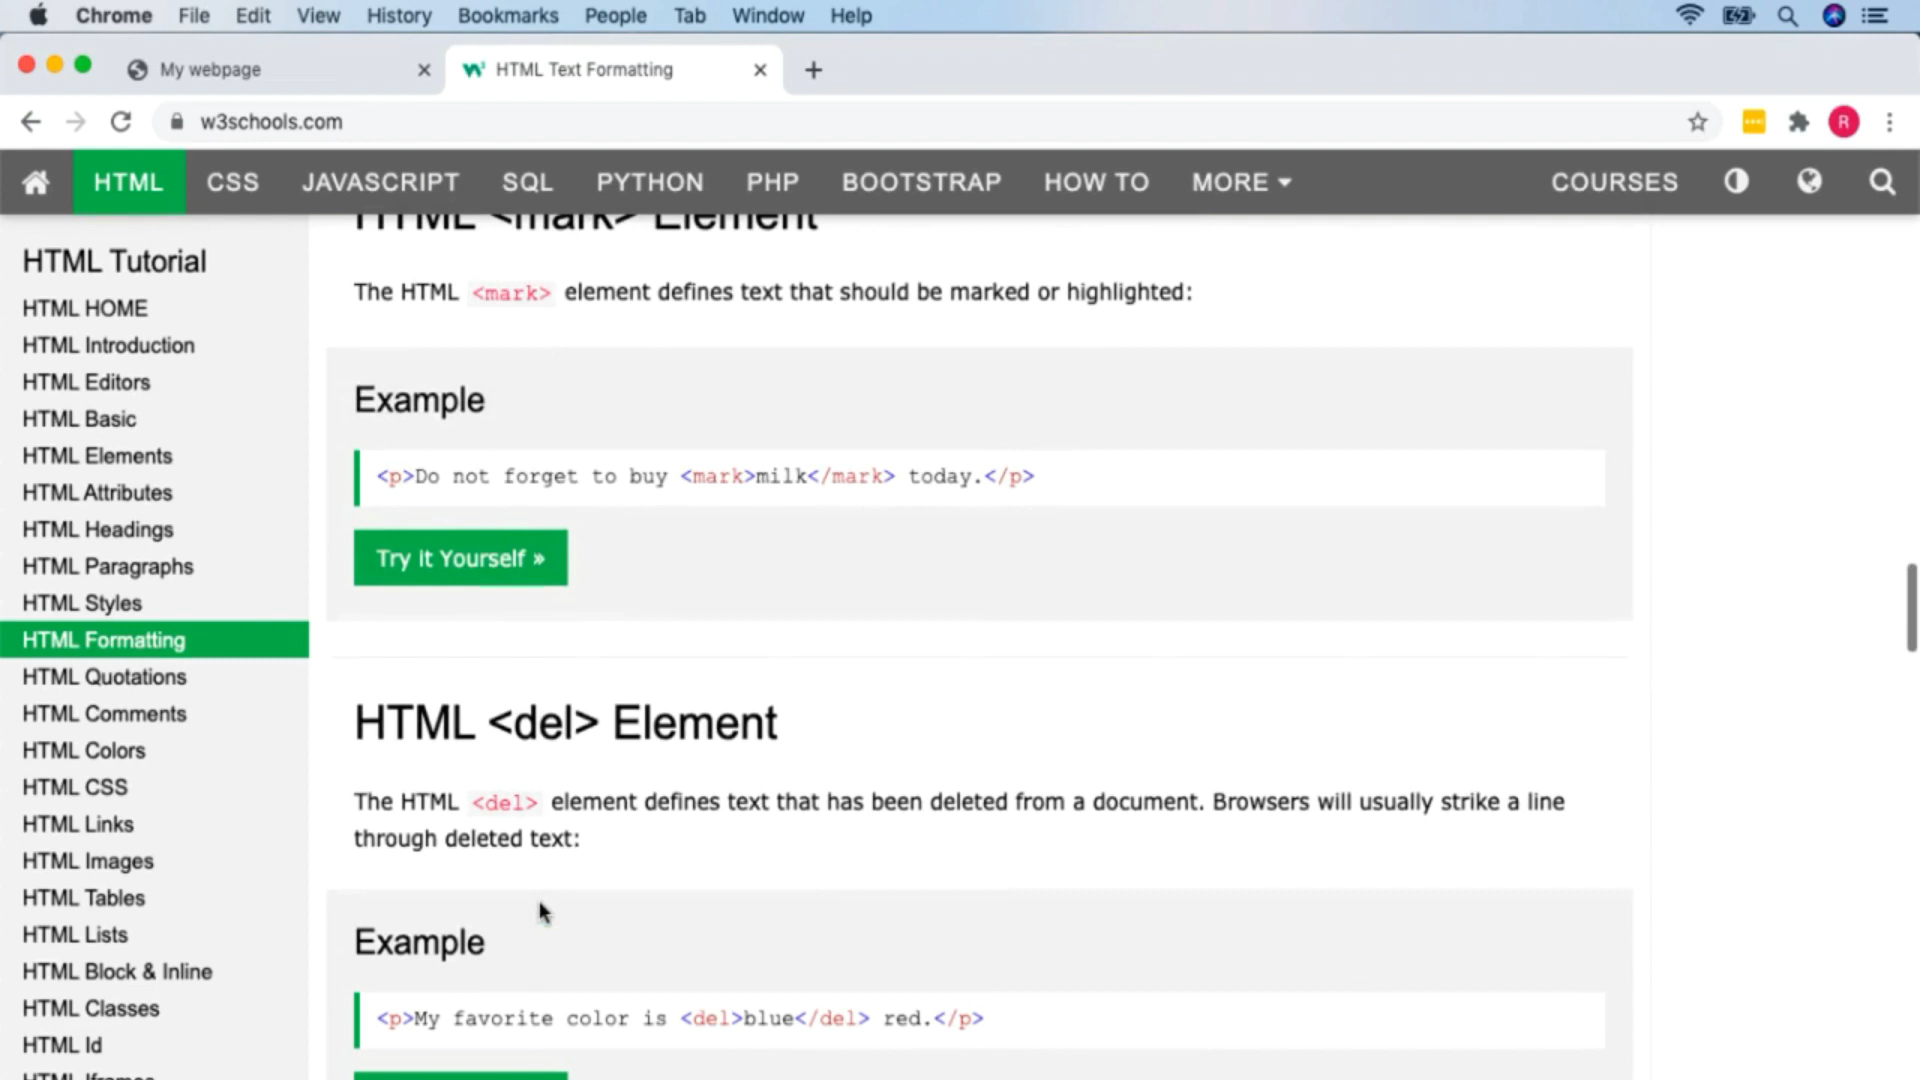 Chrome File Edit View History Bookmarks People Tab Window Help
My webpage
HTML Text Formatting
w3schools.com
R
HTML CSS JAVASCRIPT SQL PYTHON PHP BOOTSTRAP HOW TO MORE COURSES
HTML Tutorial
HTML HOME
HTML Introduction
HTML Editors
HTML Basic
HTML Elements
HTML Attributes
HTML Headings
HTML Paragraphs
HTML Styles
HTML Formatting
HTML Quotations
HTML Comments
HTML Colors
HTML CSS
HTML Links
HTML Images
HTML Tables
HTML Lists
HTML Block & Inline
HTML Classes
HTML Id
HTML Iframes
HTML <mark> Element
The HTML <mark> element defines text that should be marked or highlighted:
Example
<p>Do not forget to buy <mark>milk</mark> today.</p>
Try it Yourself »
HTML <del> Element
The HTML <del> element defines text that has been deleted from a document. Browsers will usually strike a line
through deleted text:
Example
<p>My favorite color is <del>blue</del> red.</p>